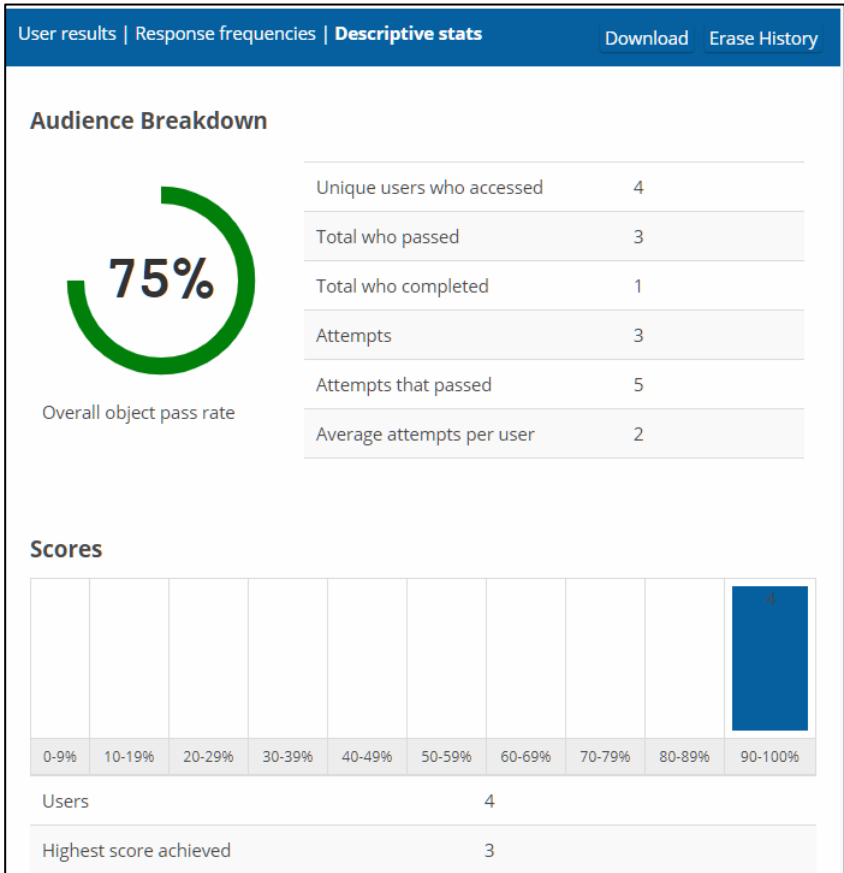 User results | Response frequencies | Descriptive stats Download Erase History
Audience Breakdown
75%
Overall object pass rate
Unique users who accessed 4
Total who passed 3
Total who completed 1
Attempts 3
Attempts that passed 5
Average attempts per user 2
Scores
4
0-9% 10-19% 20-29% 30-39% 40-49% 50-59% 60-69% 70-79% 80-89% 90-100%
Users 4
Highest score achieved 3